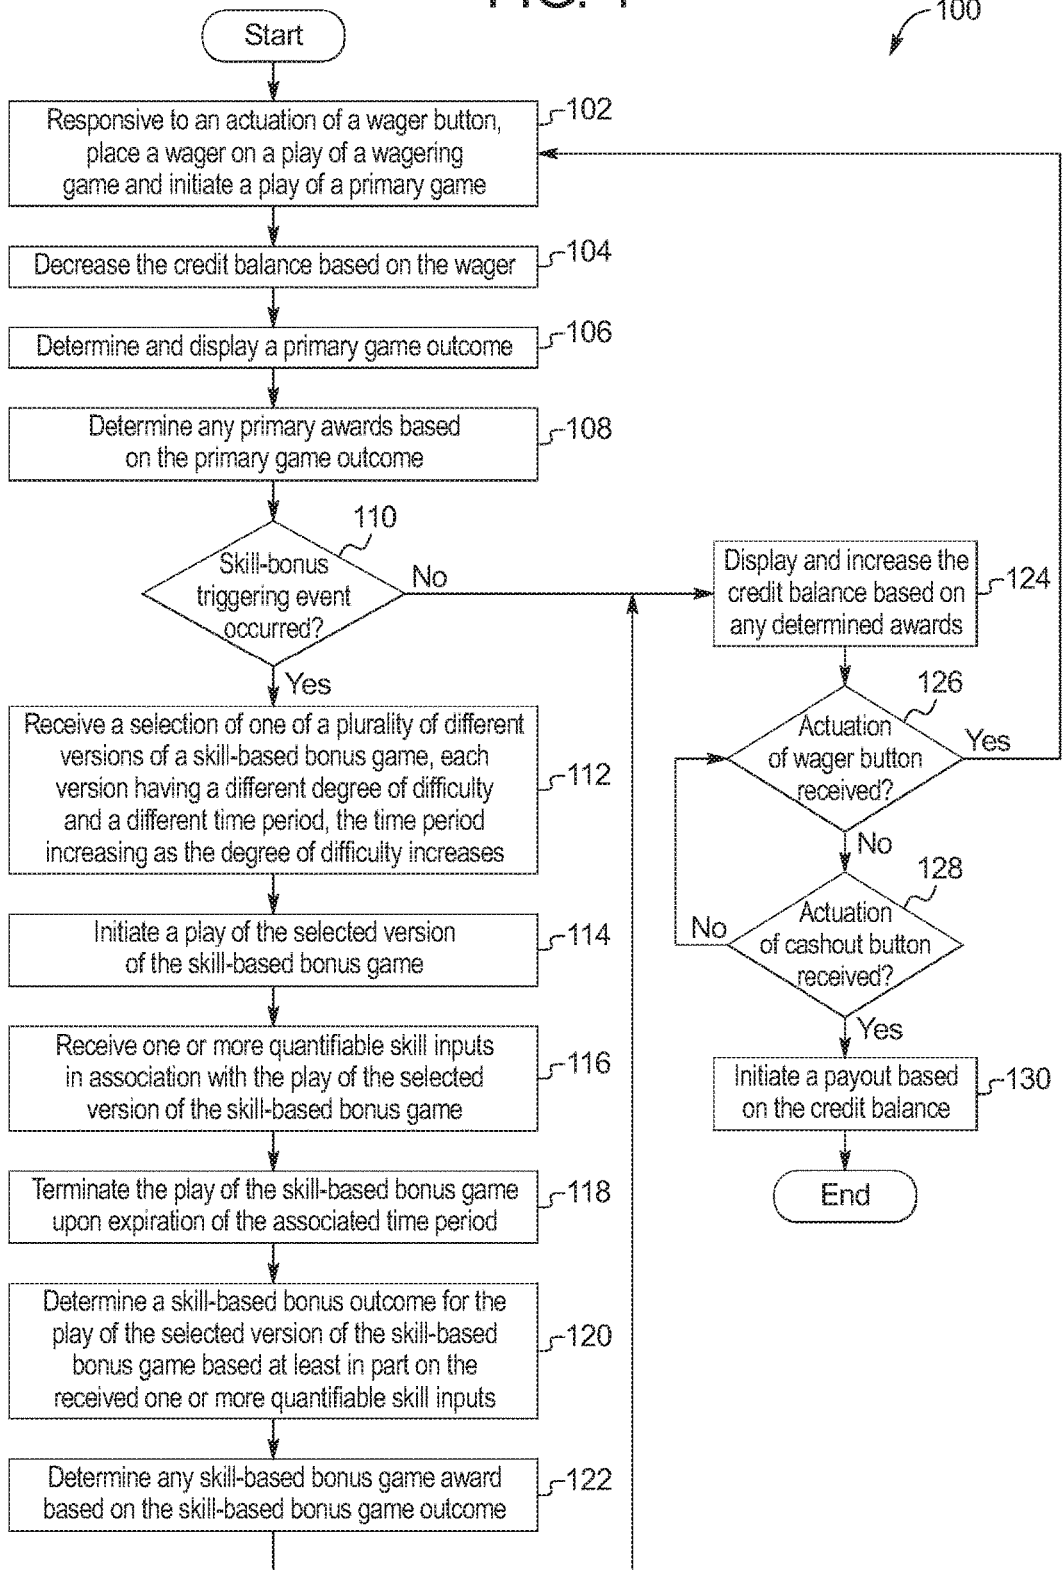 100
Start
Responsive to an actuation of a wager button,
place a wager on a play of a wagering
game and initiate a play of a primary game
102
Decrease the credit balance based on the wager
104
Determine and display a primary game outcome
106
Determine any primary awards based
on the primary game outcome
108
110
Skill-bonus
triggering event
occurred?
No
Yes
Receive a selection of one of a plurality of different
versions of a skill-based bonus game, each
version having a different degree of difficulty
and a different time period, the time period
increasing as the degree of difficulty increases
112
Initiate a play of the selected version
of the skill-based bonus game
114
Receive one or more quantifiable skill inputs
in association with the play of the selected
version of the skill-based bonus game
116
Terminate the play of the skill-based bonus game
upon expiration of the associated time period
118
Determine a skill-based bonus outcome for the
play of the selected version of the skill-based
bonus game based at least in part on the
received one or more quantifiable skill inputs
120
Determine any skill-based bonus game award
based on the skill-based bonus game outcome
122
Display and increase the
credit balance based on
any determined awards
124
126
Actuation
of wager button
received?
Yes
No
128
Actuation
of cashout button
received?
No
Yes
Initiate a payout based
on the credit balance
130
End